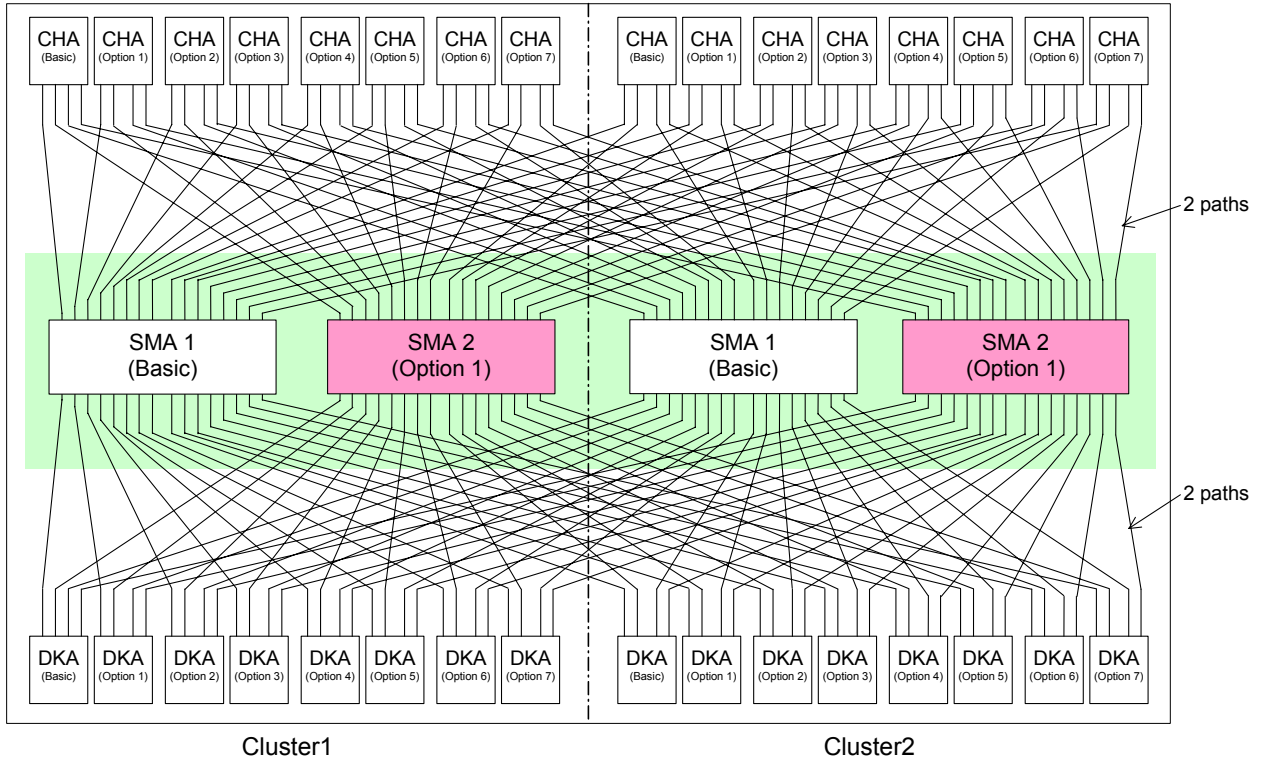 CHA
(Basic)
CHA
(Option 1)
CHA
(Option 2)
CHA
(Option 3)
CHA
(Option 4)
CHA
(Option 5)
CHA
(Option 6)
CHA
(Option 7)
CHA
(Basic)
CHA
(Option 1)
CHA
(Option 2)
CHA
(Option 3)
CHA
(Option 4)
CHA
(Option 5)
CHA
(Option 6)
CHA
(Option 7)
2 paths
SMA 1
(Basic)
SMA 2
(Option 1)
SMA 1
(Basic)
SMA 2
(Option 1)
2 paths
DKA
(Basic)
DKA
(Option 1)
DKA
(Option 2)
DKA
(Option 3)
DKA
(Option 4)
DKA
(Option 5)
DKA
(Option 6)
DKA
(Option 7)
DKA
(Basic)
DKA
(Option 1)
DKA
(Option 2)
DKA
(Option 3)
DKA
(Option 4)
DKA
(Option 5)
DKA
(Option 6)
DKA
(Option 7)
Cluster1
Cluster2